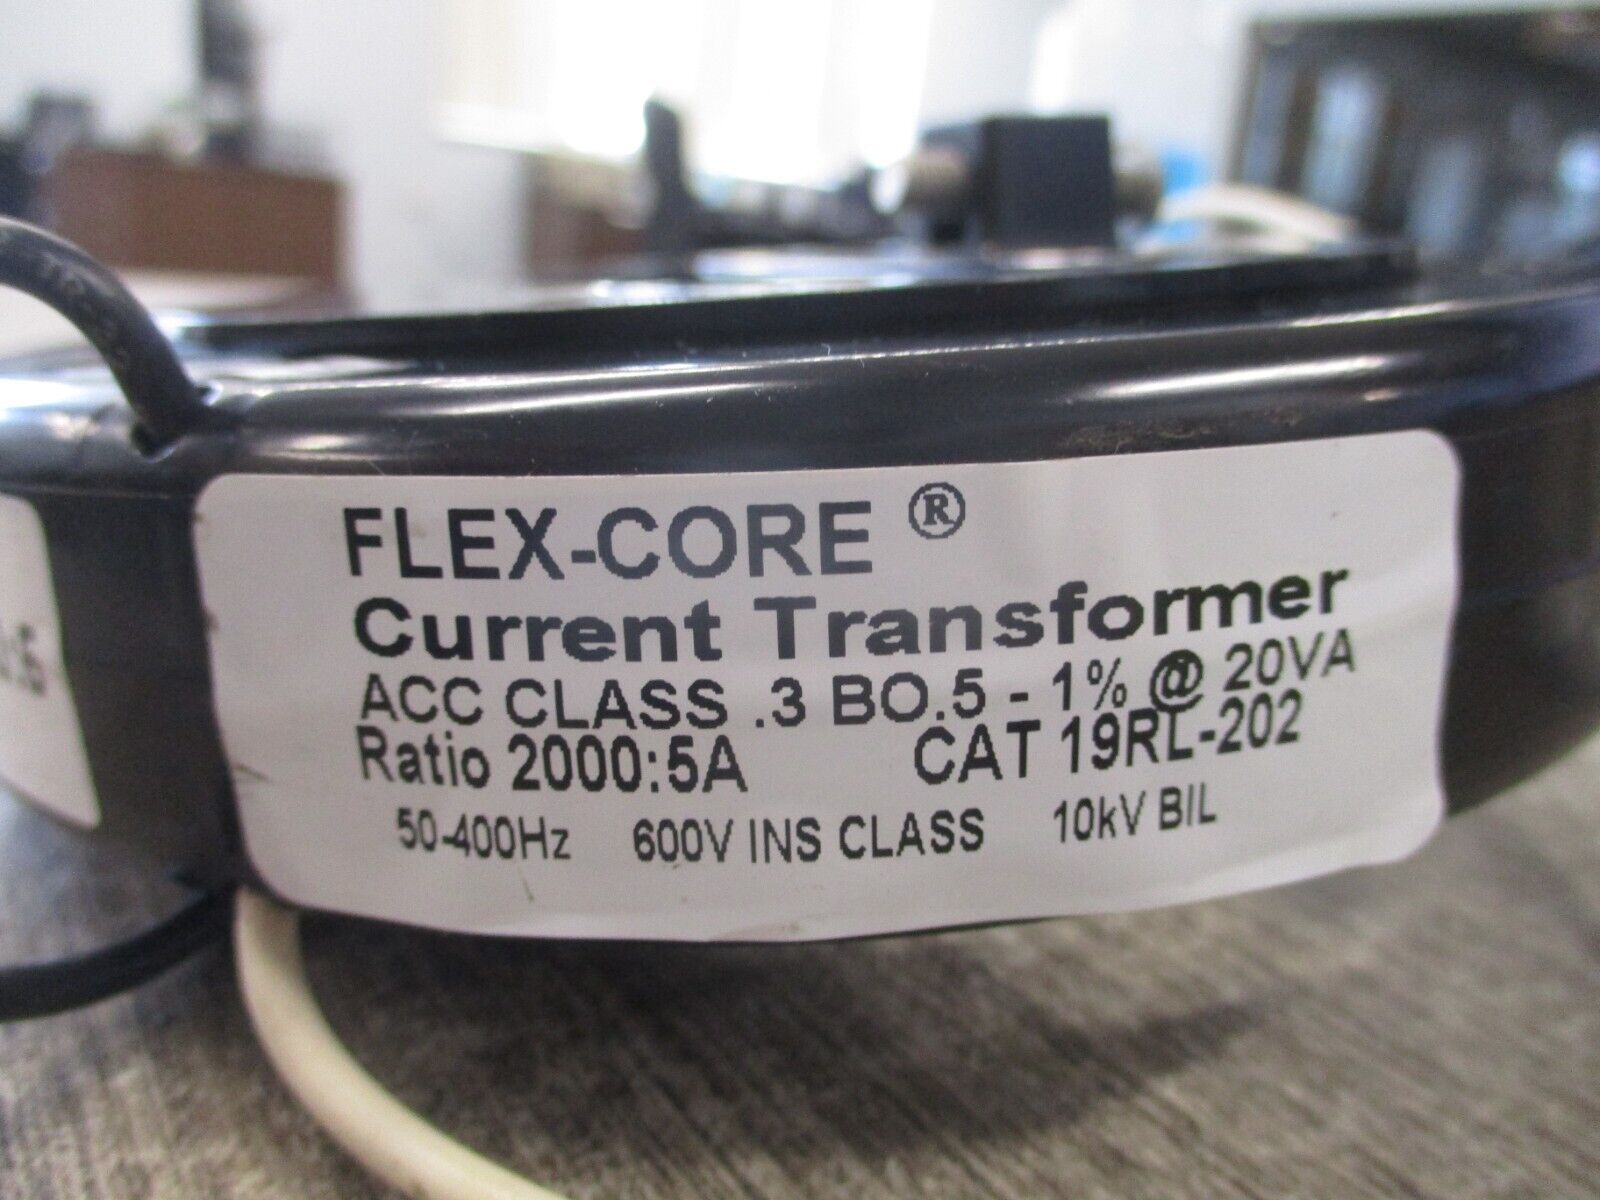 FLEX-CORE ®
Current Transformer
ACC CLASS .3 BO.5 - 1% @ 20VA
Ratio 2000:5A CAT 19RL-202
50-400Hz 600V INS CLASS 10kV BIL